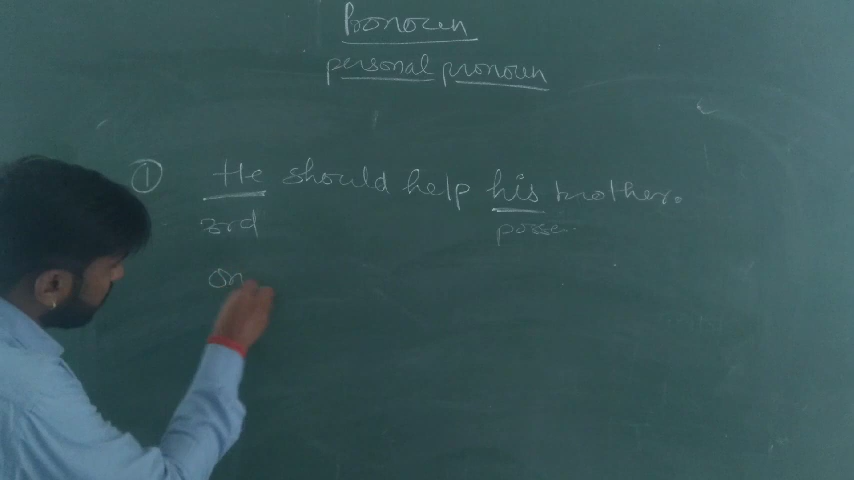 Pronoun
personal pronoun
① He should help his brother.
3rd posse.
on